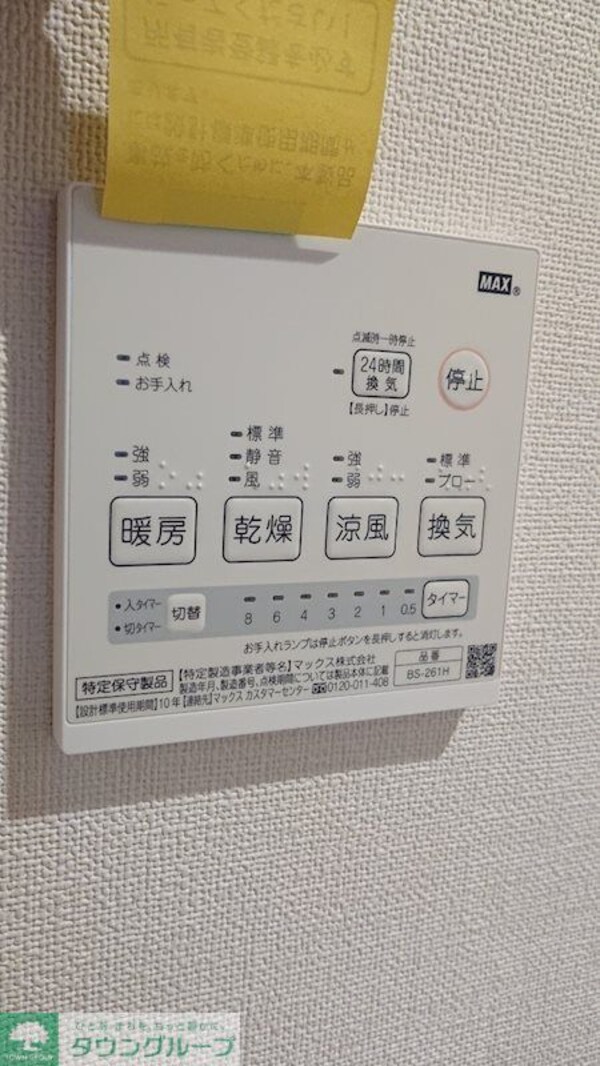 MAX®
点検
お手入れ
点滅時一時停止
24時間
換気
【長押し】停止
停止
強
弱
標準
静音
風
強
弱
標準
ブロー
暖房
乾燥
涼風
換気
入タイマー
切タイマー
切替
8 6 4 3 2 1 0.5
タイマー
お手入れランプは停止ボタンを長押しすると消灯します。
特定保守製品
【特定製造事業者等名】マックス株式会社
製造年月、製造番号、点検期間については製品本体に記載
【設計標準使用期間】10年【連絡先】マックス カスタマーセンター 0120-011-408
品番
BS-261H
TOWN GROUP
タウングループ